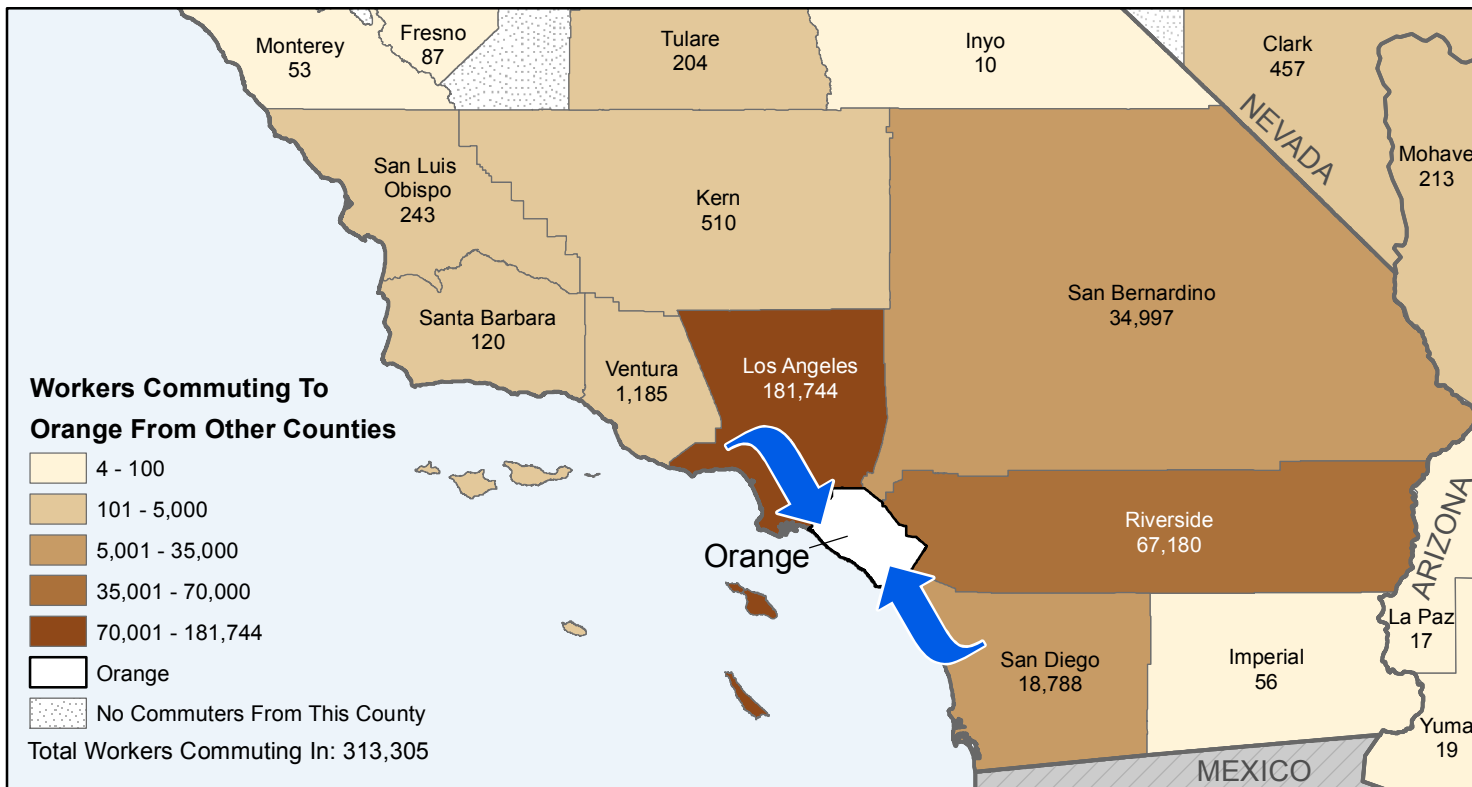 Monterey
53
Fresno
87
Tulare
204
Inyo
10
Clark
457
NEVADA
Mohave
213
San Luis
Obispo
243
Kern
510
San Bernardino
34,997
Santa Barbara
120
Ventura
1,185
Los Angeles
181,744
Riverside
67,180
ARIZONA
Orange
La Paz
17
San Diego
18,788
Imperial
56
Yuma
19
MEXICO
Workers Commuting To
Orange From Other Counties
4 - 100
101 - 5,000
5,001 - 35,000
35,001 - 70,000
70,001 - 181,744
Orange
No Commuters From This County
Total Workers Commuting In: 313,305